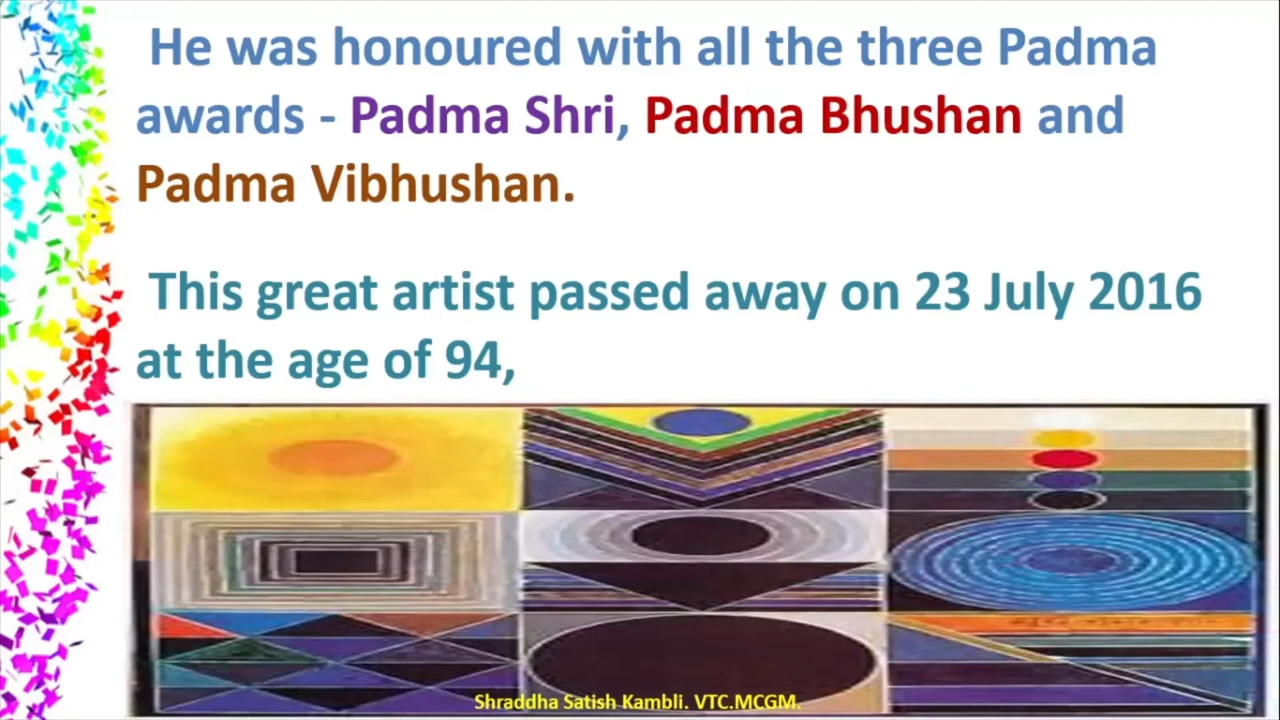 He was honoured with all the three Padma
awards - Padma Shri, Padma Bhushan and
Padma Vibhushan.
This great artist passed away on 23 July 2016
at the age of 94,
Shraddha Satish Kambli. VTC.MCGM.